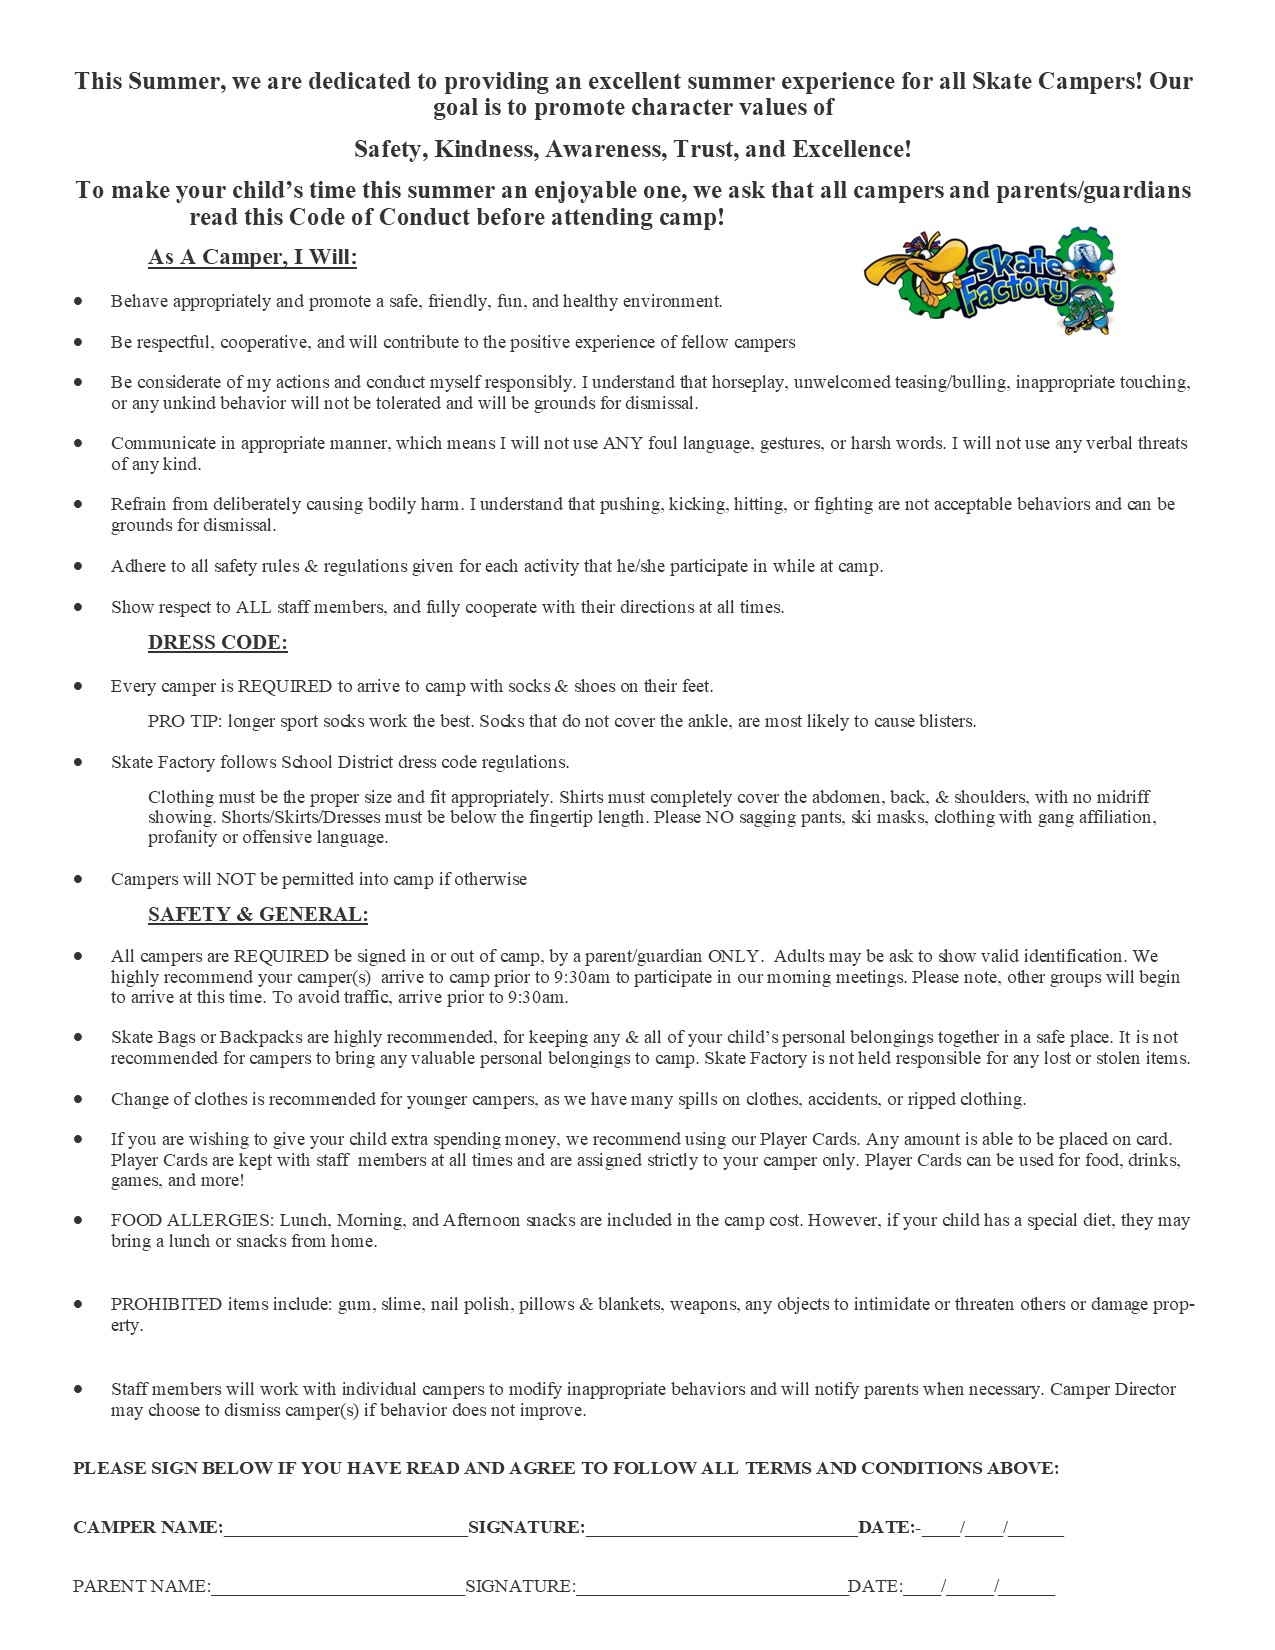 This Summer, we are dedicated to providing an excellent summer experience for all Skate Campers! Our
goal is to promote character values of
Safety, Kindness, Awareness, Trust, and Excellence!
To make your child’s time this summer an enjoyable one, we ask that all campers and parents/guardians
read this Code of Conduct before attending camp!
Skate
Factory
As A Camper, I Will:
● Behave appropriately and promote a safe, friendly, fun, and healthy environment.
● Be respectful, cooperative, and will contribute to the positive experience of fellow campers
● Be considerate of my actions and conduct myself responsibly. I understand that horseplay, unwelcomed teasing/bulling, inappropriate touching,
or any unkind behavior will not be tolerated and will be grounds for dismissal.
● Communicate in appropriate manner, which means I will not use ANY foul language, gestures, or harsh words. I will not use any verbal threats
of any kind.
● Refrain from deliberately causing bodily harm. I understand that pushing, kicking, hitting, or fighting are not acceptable behaviors and can be
grounds for dismissal.
● Adhere to all safety rules & regulations given for each activity that he/she participate in while at camp.
● Show respect to ALL staff members, and fully cooperate with their directions at all times.
DRESS CODE:
● Every camper is REQUIRED to arrive to camp with socks & shoes on their feet.
PRO TIP: longer sport socks work the best. Socks that do not cover the ankle, are most likely to cause blisters.
● Skate Factory follows School District dress code regulations.
Clothing must be the proper size and fit appropriately. Shirts must completely cover the abdomen, back, & shoulders, with no midriff
showing. Shorts/Skirts/Dresses must be below the fingertip length. Please NO sagging pants, ski masks, clothing with gang affiliation,
profanity or offensive language.
● Campers will NOT be permitted into camp if otherwise
SAFETY & GENERAL:
● All campers are REQUIRED be signed in or out of camp, by a parent/guardian ONLY. Adults may be ask to show valid identification. We
highly recommend your camper(s) arrive to camp prior to 9:30am to participate in our morning meetings. Please note, other groups will begin
to arrive at this time. To avoid traffic, arrive prior to 9:30am.
● Skate Bags or Backpacks are highly recommended, for keeping any & all of your child’s personal belongings together in a safe place. It is not
recommended for campers to bring any valuable personal belongings to camp. Skate Factory is not held responsible for any lost or stolen items.
● Change of clothes is recommended for younger campers, as we have many spills on clothes, accidents, or ripped clothing.
● If you are wishing to give your child extra spending money, we recommend using our Player Cards. Any amount is able to be placed on card.
Player Cards are kept with staff members at all times and are assigned strictly to your camper only. Player Cards can be used for food, drinks,
games, and more!
● FOOD ALLERGIES: Lunch, Morning, and Afternoon snacks are included in the camp cost. However, if your child has a special diet, they may
bring a lunch or snacks from home.
● PROHIBITED items include: gum, slime, nail polish, pillows & blankets, weapons, any objects to intimidate or threaten others or damage prop-
erty.
● Staff members will work with individual campers to modify inappropriate behaviors and will notify parents when necessary. Camper Director
may choose to dismiss camper(s) if behavior does not improve.
PLEASE SIGN BELOW IF YOU HAVE READ AND AGREE TO FOLLOW ALL TERMS AND CONDITIONS ABOVE:
CAMPER NAME:__________________________SIGNATURE:_____________________________DATE:-____/____/______
PARENT NAME:___________________________SIGNATURE:_____________________________DATE:____/_____/______